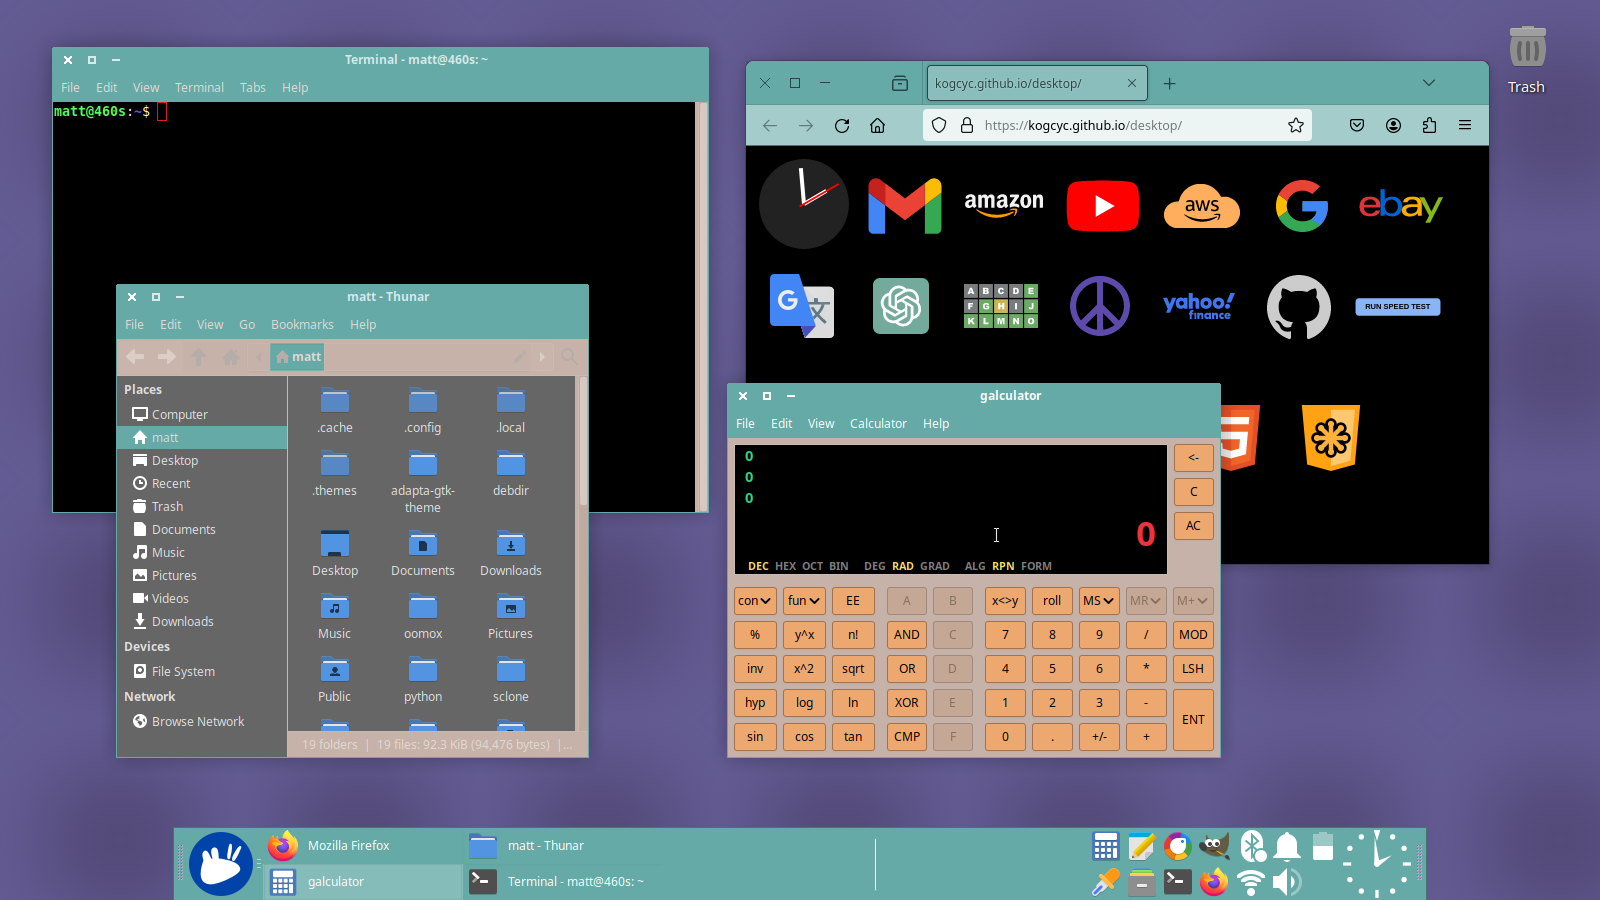 Terminal - matt@460s: ~
File Edit View Terminal Tabs Help
matt@460s:~$
kogcyc.github.io/desktop/
https://kogcyc.github.io/desktop/
amazon
aws
G
ebay
G 文
A B C D E
F G H I J
K L M N O
yahoo!
finance
RUN SPEED TEST
5
Trash
matt - Thunar
File Edit View Go Bookmarks Help
matt
Places
Computer
matt
Desktop
Recent
Trash
Documents
Music
Pictures
Videos
Downloads
Devices
File System
Network
Browse Network
.cache .config .local
.themes adapta-gtk- debdir
theme
Desktop Documents Downloads
Music oomox Pictures
Public python sclone
19 folders | 19 files: 92.3 KiB (94,476 bytes) |...
galculator
File Edit View Calculator Help
0
0
0
0
DEC HEX OCT BIN DEG RAD GRAD ALG RPN FORM
<-
C
AC
con fun EE A B x<>y roll MS MR M+
% y^x n! AND C 7 8 9 / MOD
inv x^2 sqrt OR D 4 5 6 * LSH
hyp log ln XOR E 1 2 3 - ENT
sin cos tan CMP F 0 . +/- +
Mozilla Firefox matt - Thunar
galculator Terminal - matt@460s: ~